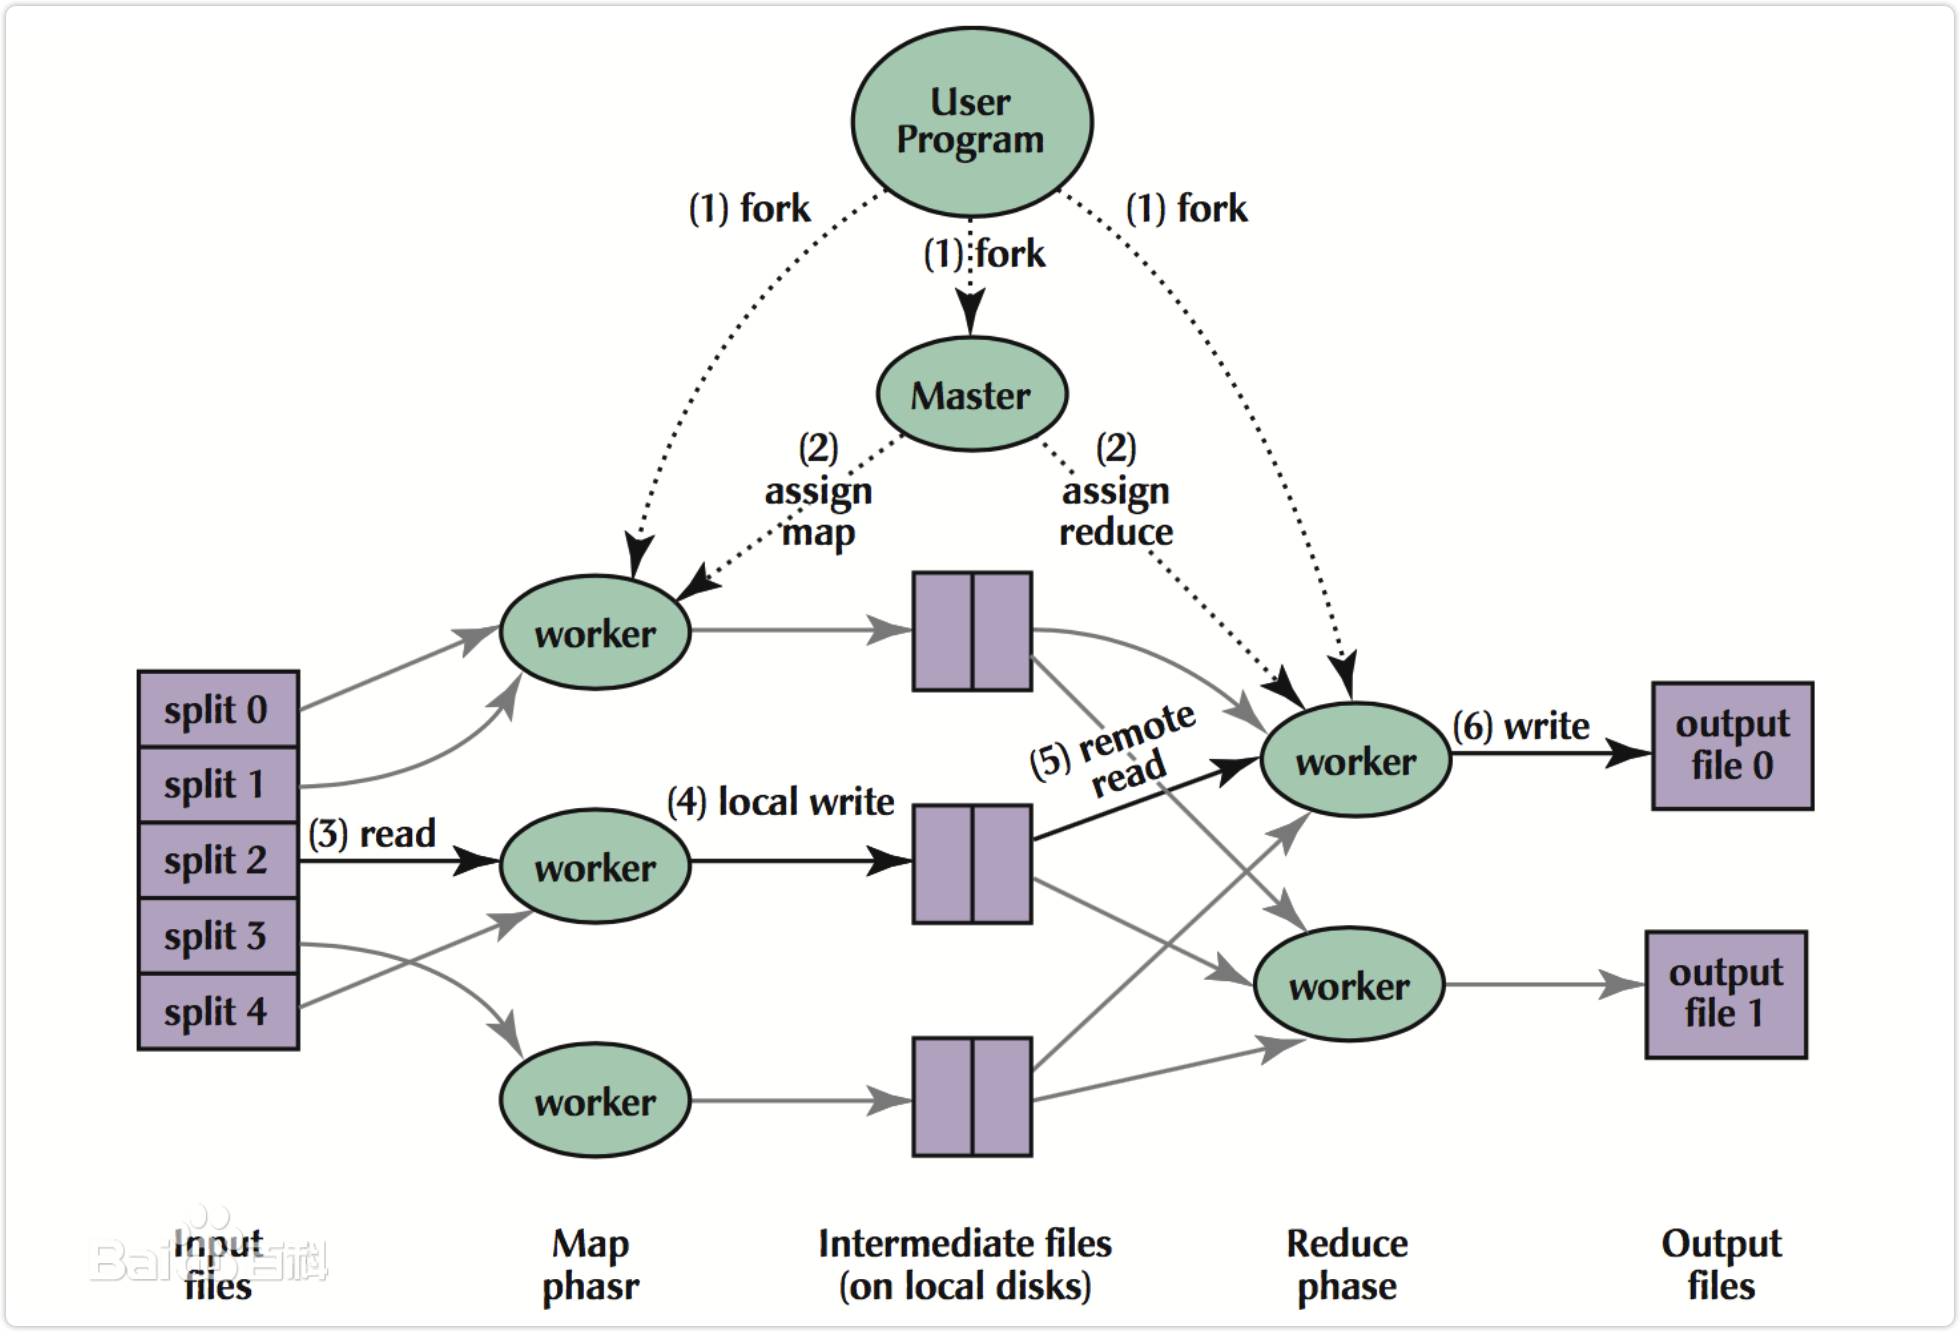 User
Program
(1) fork
(1) fork
(1) fork
Master
(2)
assign
map
(2)
assign
reduce
worker
split 0
split 1
split 2
split 3
split 4
(3) read
worker
(4) local write
worker
(5) remote
read
worker
(6) write
output
file 0
worker
output
file 1
Input
files
Map
phasr
Intermediate files
(on local disks)
Reduce
phase
Output
files
Bai百科